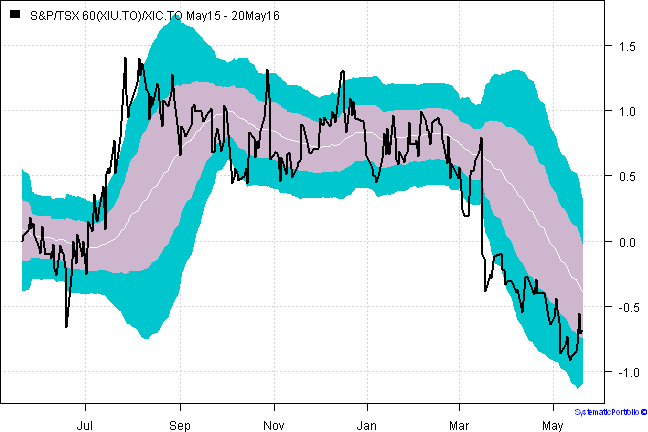 S&P/TSX 60(XIU.TO)/XIC.TO May15 - 20May16
1.5
1.0
0.5
0.0
-0.5
-1.0
Jul Sep Nov Jan Mar May
SystematicPortfolio ©